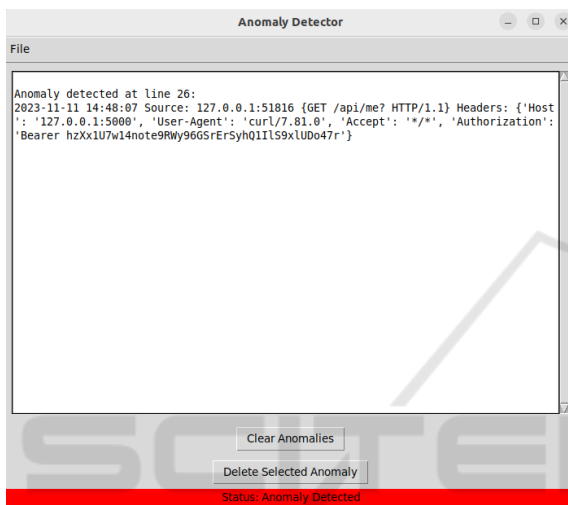 Anomaly Detector
File
Anomaly detected at line 26:
2023-11-11 14:48:07 Source: 127.0.0.1:51816 {GET /api/me? HTTP/1.1} Headers: {'Host
': '127.0.0.1:5000', 'User-Agent': 'curl/7.81.0', 'Accept': '*/*', 'Authorization':
'Bearer hzXx1U7w14note9RWy96GSrErSyhQ1IlS9xlUDo47r'}
Clear Anomalies
Delete Selected Anomaly
Status: Anomaly Detected